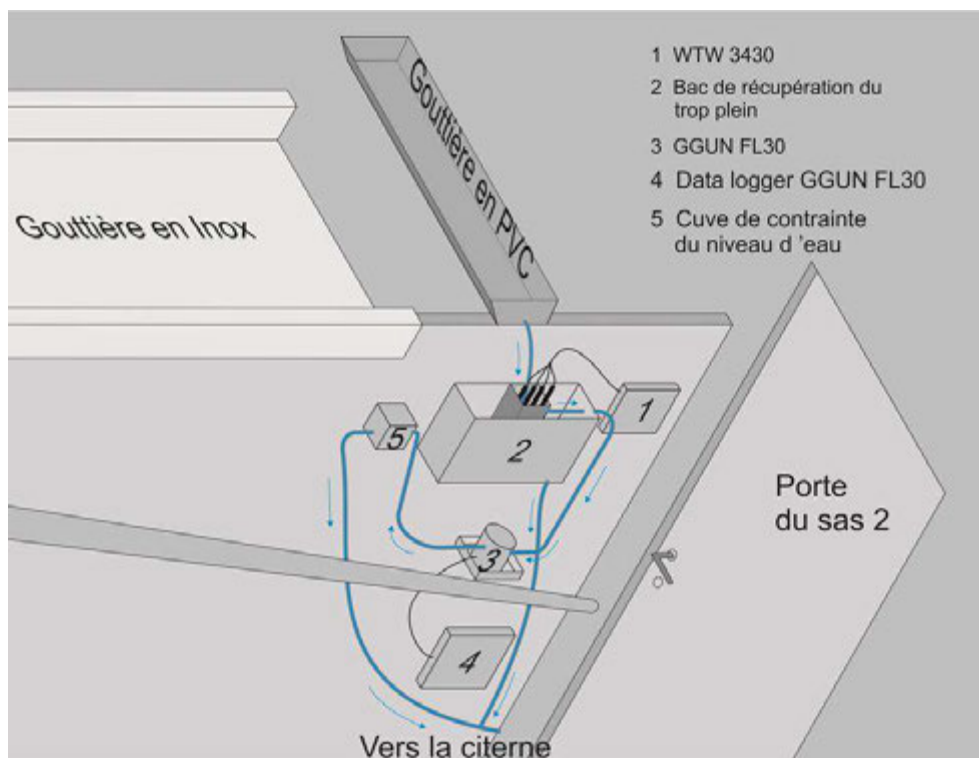 1 WTW 3430
2 Bac de récupération du
trop plein
3 GGUN FL30
4 Data logger GGUN FL30
5 Cuve de contrainte
du niveau d 'eau
Gouttière en PVC
Gouttière en Inox
1
5
2
Porte
du sas 2
3
4
Vers la citerne